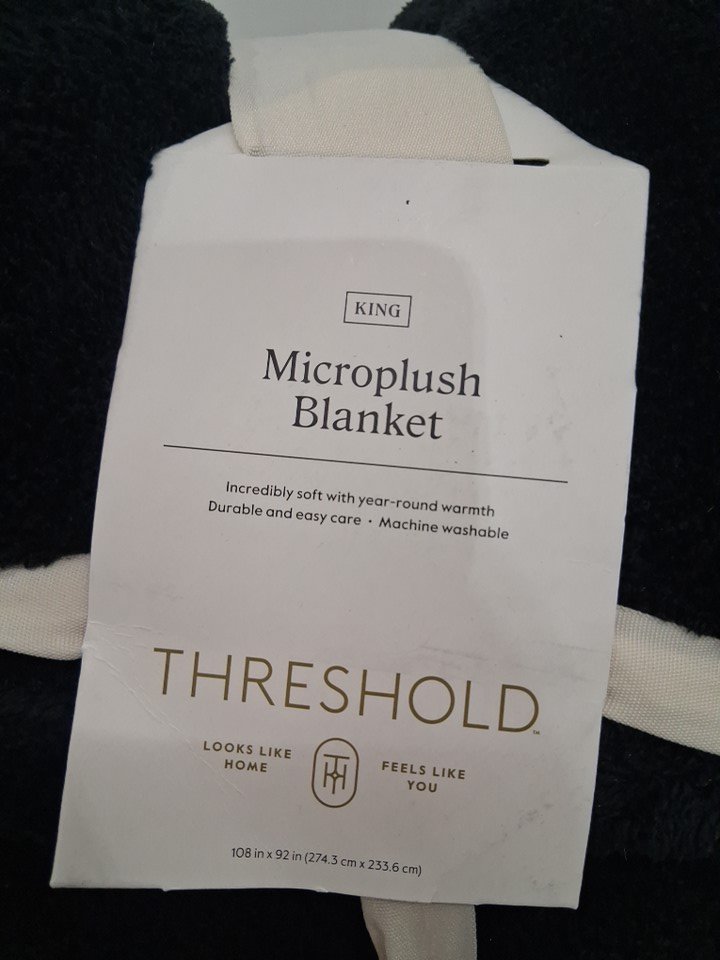 KING
Microplush
Blanket
Incredibly soft with year-round warmth
Durable and easy care • Machine washable
THRESHOLD™
LOOKS LIKE
HOME
FEELS LIKE
YOU
108 in x 92 in (274.3 cm x 233.6 cm)